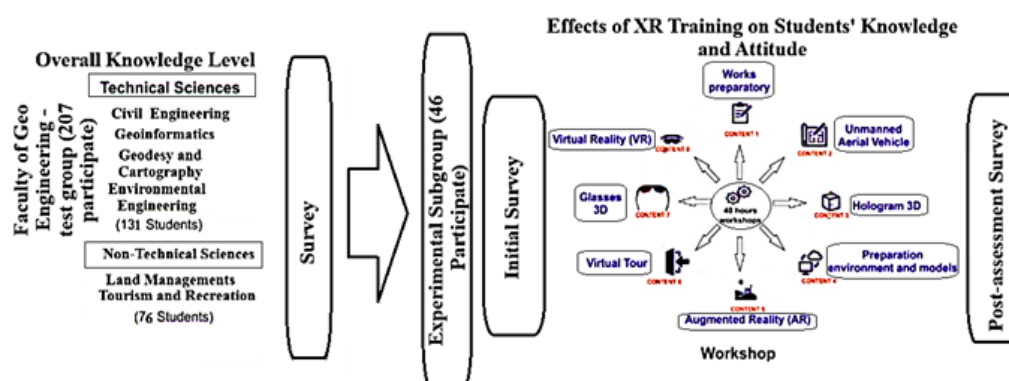 Effects of XR Training on Students' Knowledge
and Attitude
Overall Knowledge Level
Technical Sciences
Civil Engineering
Geoinformatics
Geodesy and
Cartography
Environmental
Engineering
(131 Students)
Non-Technical Sciences
Land Managements
Tourism and Recreation
(76 Students)
Faculty of Geo
Engineering -
test group (207
participate)
Survey
Experimental Subgroup (46
Participate)
Initial Survey
Works
preparatory
CONTENT 1
Unmanned
Aerial Vehicle
CONTENT 2
Hologram 3D
CONTENT 3
Preparation
environment and models
CONTENT 4
CONTENT 5
Augmented Reality (AR)
Virtual Tour
CONTENT 6
Glasses
3D
CONTENT 7
Virtual Reality (VR)
CONTENT 8
40 hours
workshops
Workshop
Post-assessment Survey